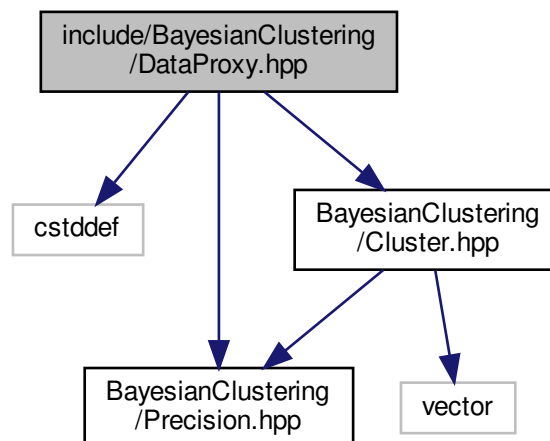 include/BayesianClustering
/DataProxy.hpp
cstddef
BayesianClustering
/Cluster.hpp
BayesianClustering
/Precision.hpp
vector